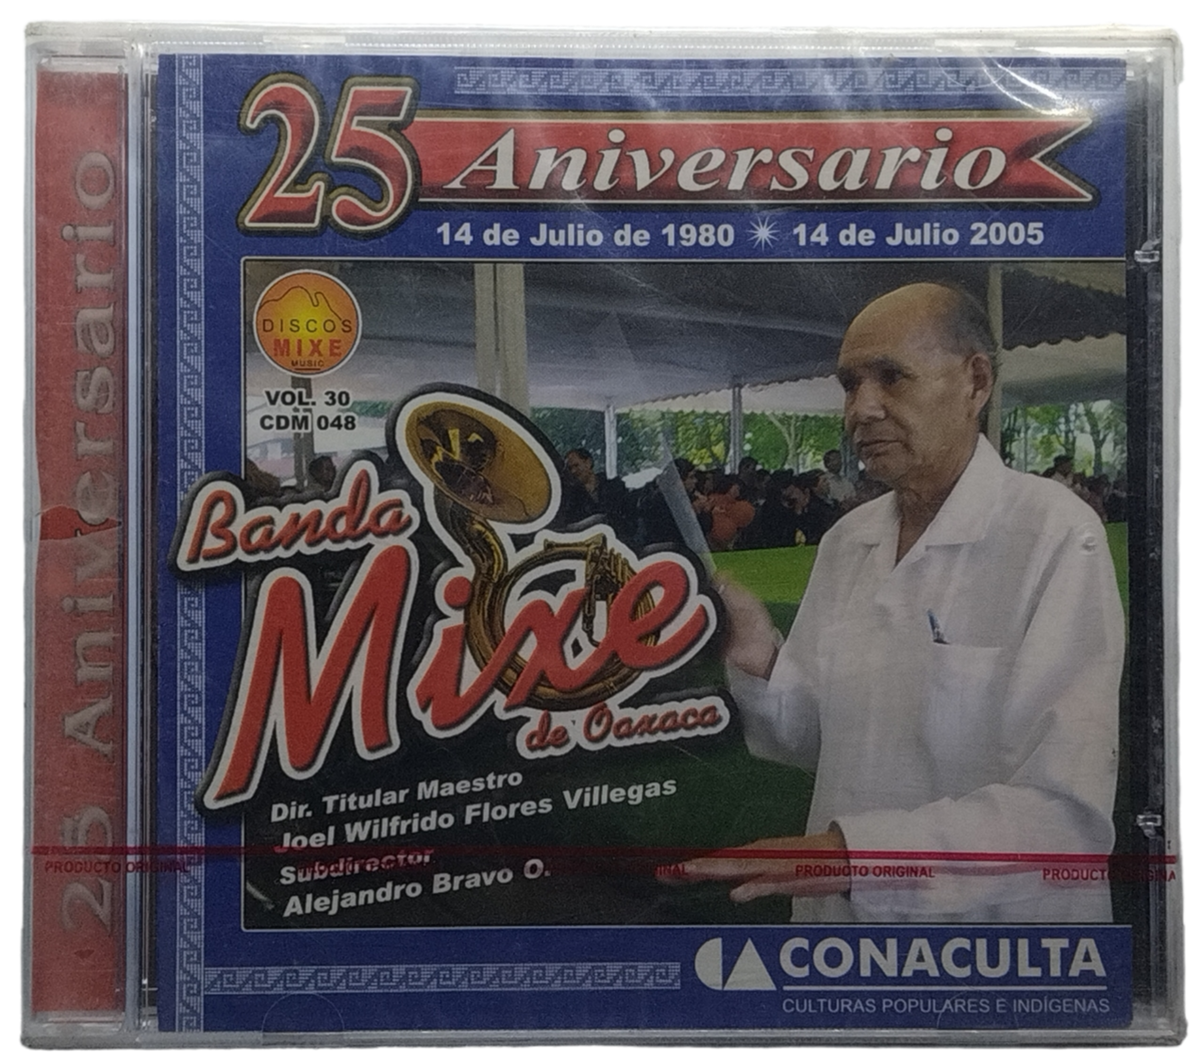 25 Aniversario
25 Aniversario
14 de Julio de 1980 14 de Julio 2005
DISCOS
MIXE
MUSIC
VOL. 30
CDM 048
Banda
Mixe
de Oaxaca
Dir. Titular Maestro
Joel Wilfrido Flores Villegas
Subdirector
Alejandro Bravo O.
PRODUCTO ORIGINAL PRODUCTO ORIGINAL
CONACULTA
CULTURAS POPULARES E INDÍGENAS